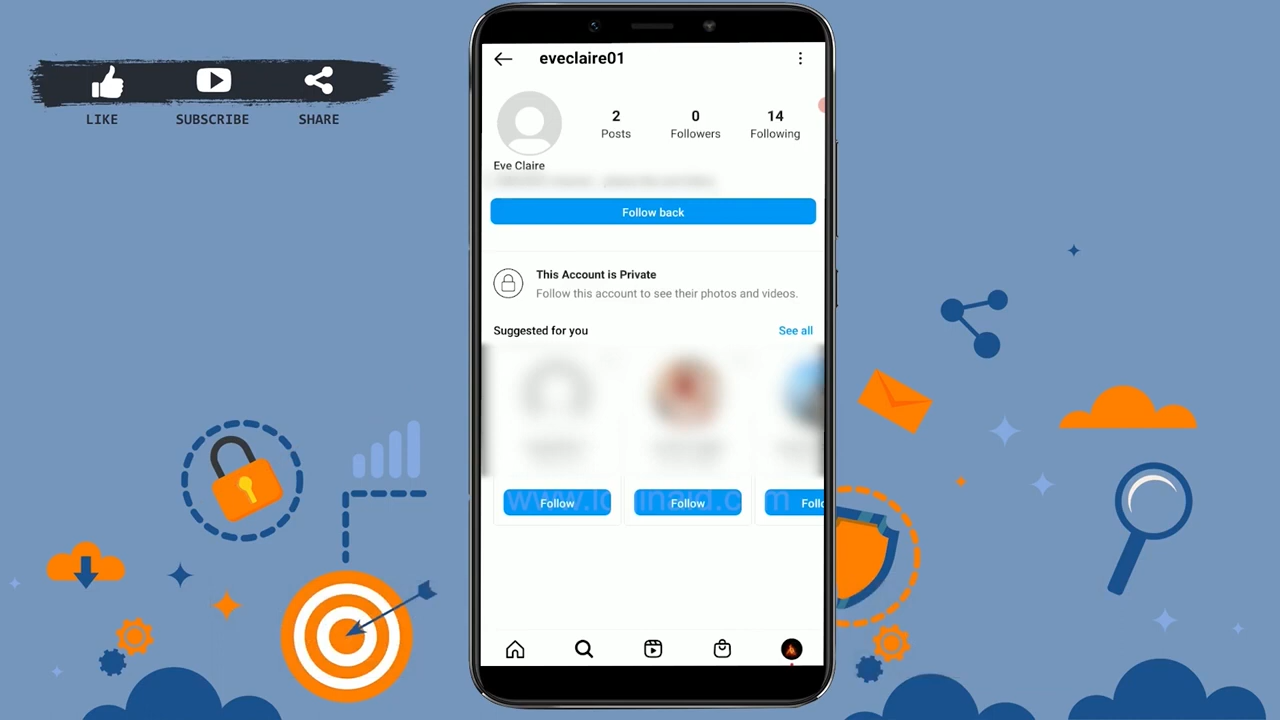 LIKE
SUBSCRIBE
SHARE
eveclaire01
2
Posts
0
Followers
14
Following
Eve Claire
Follow back
This Account is Private
Follow this account to see their photos and videos.
Suggested for you
See all
Follow
Follow